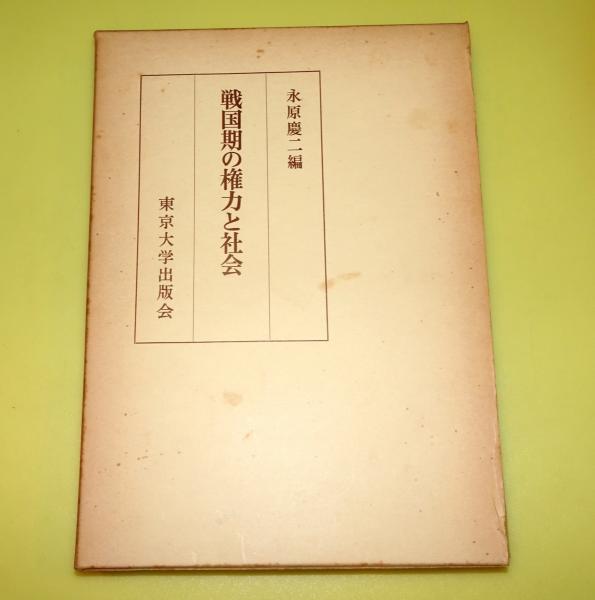 永原慶二編
戦国期の権力と社会
東京大学出版会